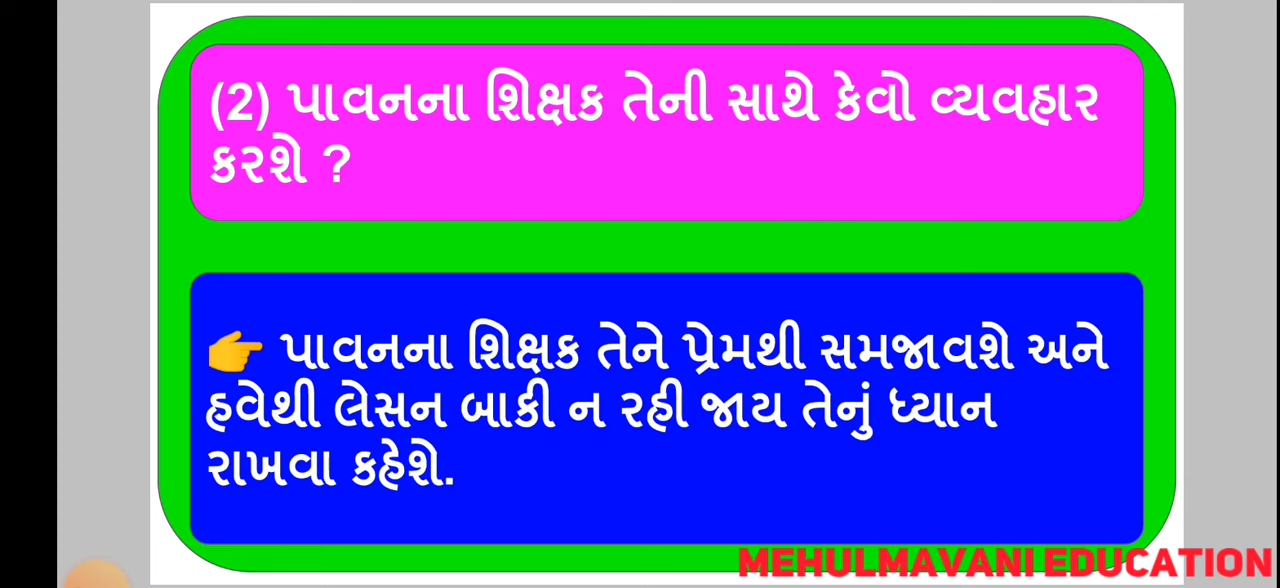 (2) પાવનના શિક્ષક તેની સાથે કેવો વ્યવહાર
કરશે ?
👉 પાવનના શિક્ષક તેને પ્રેમથી સમજાવશે અને
હવેથી લેસન બાકી ન રહી જાય તેનું ધ્યાન
રાખવા કહેશે.
MEHULMAVANI EDUCATION